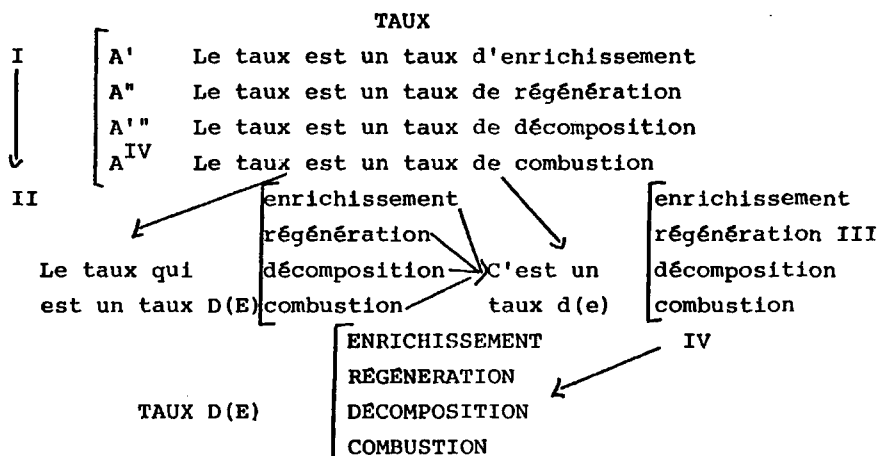 TAUX
I A' Le taux est un taux d'enrichissement
A" Le taux est un taux de régénération
A'" Le taux est un taux de décomposition
A^IV Le taux est un taux de combustion
II enrichissement enrichissement
régénération régénération III
Le taux qui décomposition C'est un décomposition
est un taux D(E) combustion taux d(e) combustion
ENRICHISSEMENT IV
RÉGÉNERATION
TAUX D(E) DÉCOMPOSITION
COMBUSTION